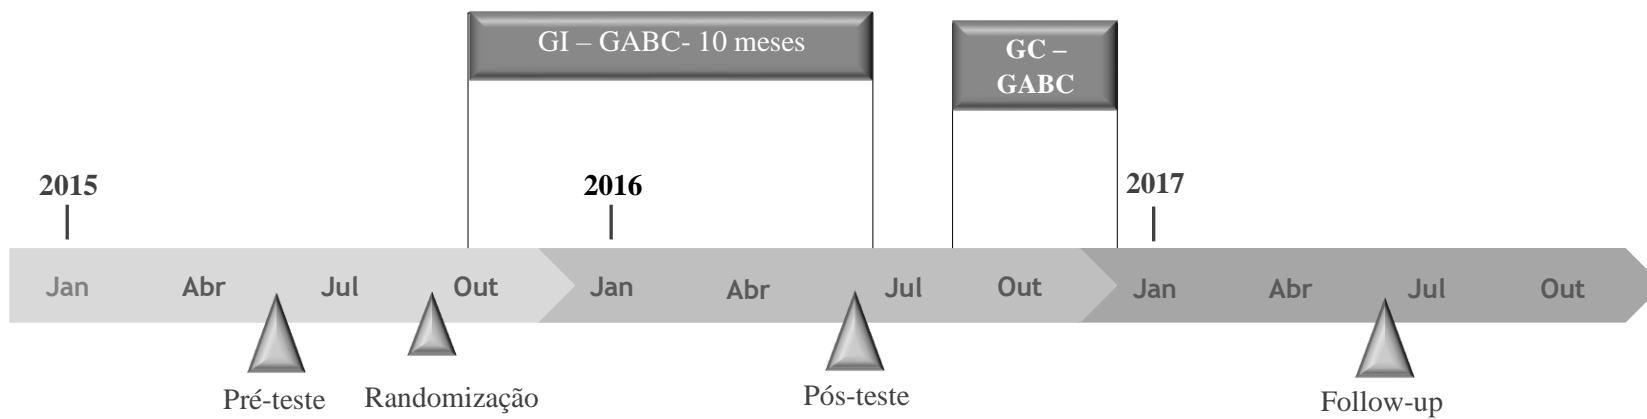 GI – GABC- 10 meses
GC –
GABC
2015
2016
2017
Jan Abr Jul Out Jan Abr Jul Out Jan Abr Jul Out
Pré-teste
Randomização
Pós-teste
Follow-up